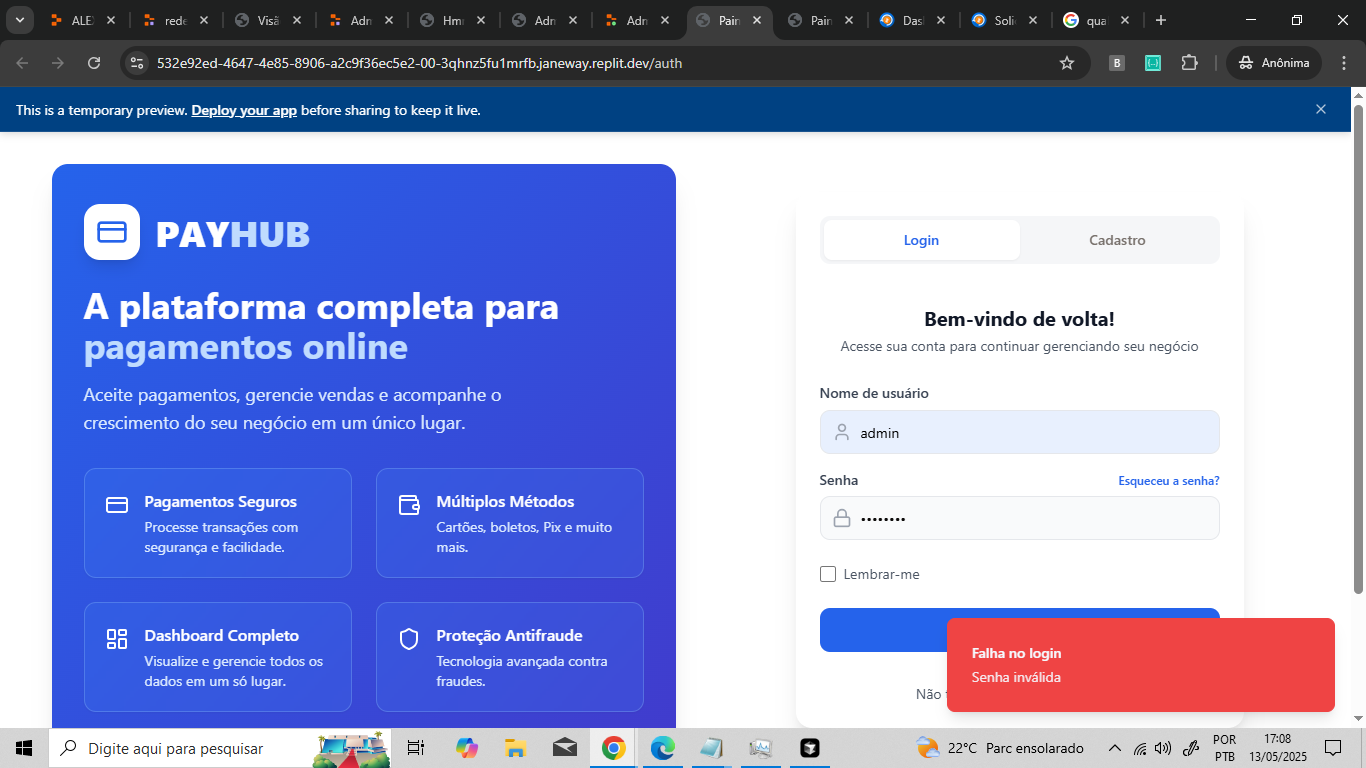 ALEX
rede
Visã
Adn
Hm
Adn
Adn
Pain
Pain
Das
Soli
qua
532e92ed-4647-4e85-8906-a2c9f36ec5e2-00-3qhnz5fu1mrfb.janeway.replit.dev/auth
B
Anônima
This is a temporary preview. Deploy your app before sharing to keep it live.
PAYHUB
A plataforma completa para
pagamentos online
Aceite pagamentos, gerencie vendas e acompanhe o
crescimento do seu negócio em um único lugar.
Pagamentos Seguros
Processe transações com
segurança e facilidade.
Múltiplos Métodos
Cartões, boletos, Pix e muito
mais.
Dashboard Completo
Visualize e gerencie todos os
dados em um só lugar.
Proteção Antifraude
Tecnologia avançada contra
fraudes.
Login
Cadastro
Bem-vindo de volta!
Acesse sua conta para continuar gerenciando seu negócio
Nome de usuário
admin
Senha
Esqueceu a senha?
••••••••
Lembrar-me
Não
Falha no login
Senha inválida
Digite aqui para pesquisar
22°C Parc ensolarado
POR
PTB
17:08
13/05/2025